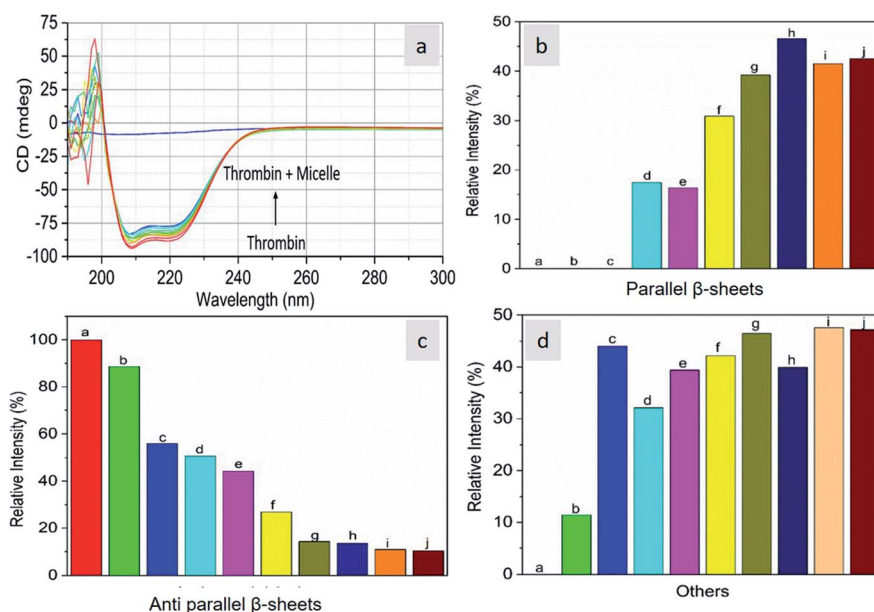 a
75
50
25
0
-25
-50
-75
-100
CD (mdeg)
Thrombin + Micelle
Thrombin
200 220 240 260 280 300
Wavelength (nm)
b
50
40
30
20
10
0
Relative Intensity (%)
a b c d e f g h i j
Parallel β-sheets
c
100
80
60
40
20
0
Relative Intensity (%)
a b c d e f g h i j
Anti parallel β-sheets
d
50
40
30
20
10
0
Relative Intensity (%)
a b c d e f g h i j
Others